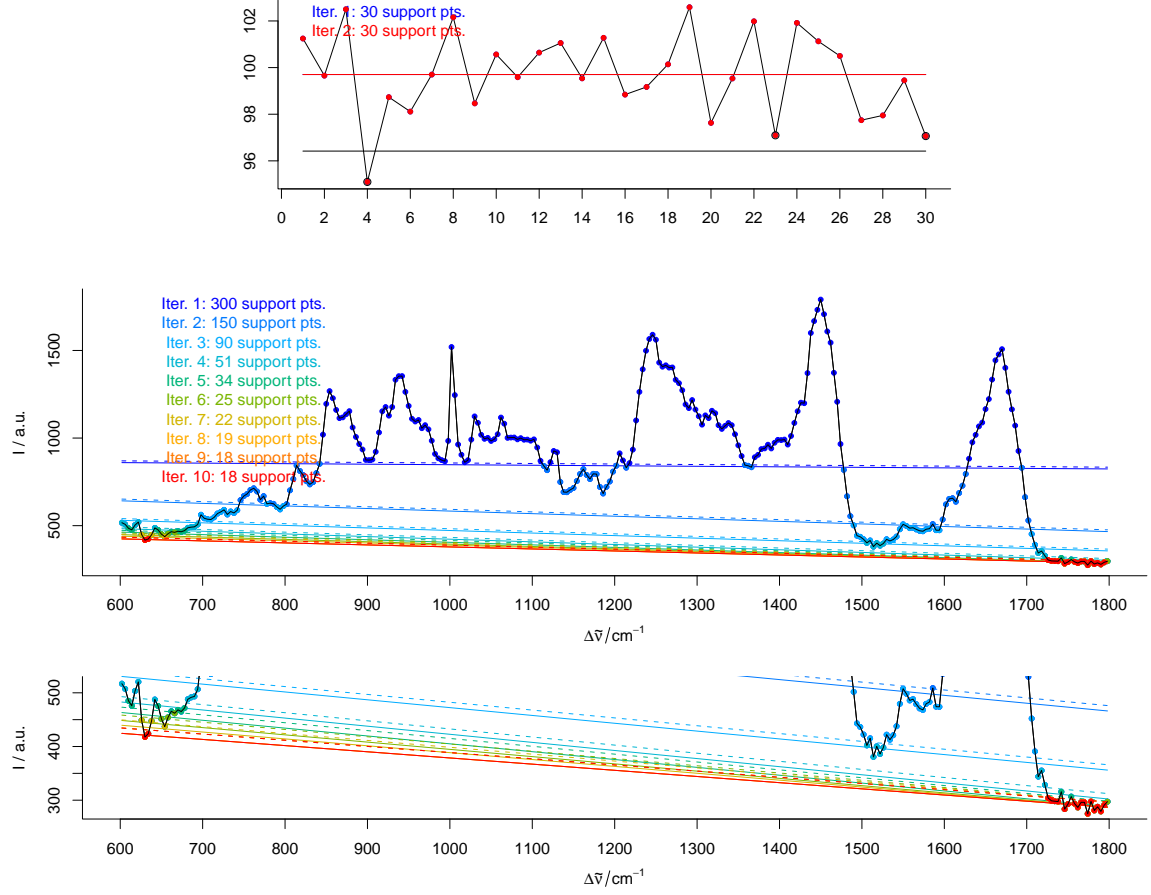 Iter. 1: 30 support pts.
Iter. 2: 30 support pts.
102
100
98
96
0 2 4 6 8 10 12 14 16 18 20 22 24 26 28 30
Iter. 1: 300 support pts.
Iter. 2: 150 support pts.
Iter. 3: 90 support pts.
Iter. 4: 51 support pts.
Iter. 5: 34 support pts.
Iter. 6: 25 support pts.
Iter. 7: 22 support pts.
Iter. 8: 19 support pts.
Iter. 9: 18 support pts.
Iter. 10: 18 support pts.
I / a.u.
1500
1000
500
600 700 800 900 1000 1100 1200 1300 1400 1500 1600 1700 1800
Δν̃/cm⁻¹
I / a.u.
500
400
300
600 700 800 900 1000 1100 1200 1300 1400 1500 1600 1700 1800
Δν̃/cm⁻¹